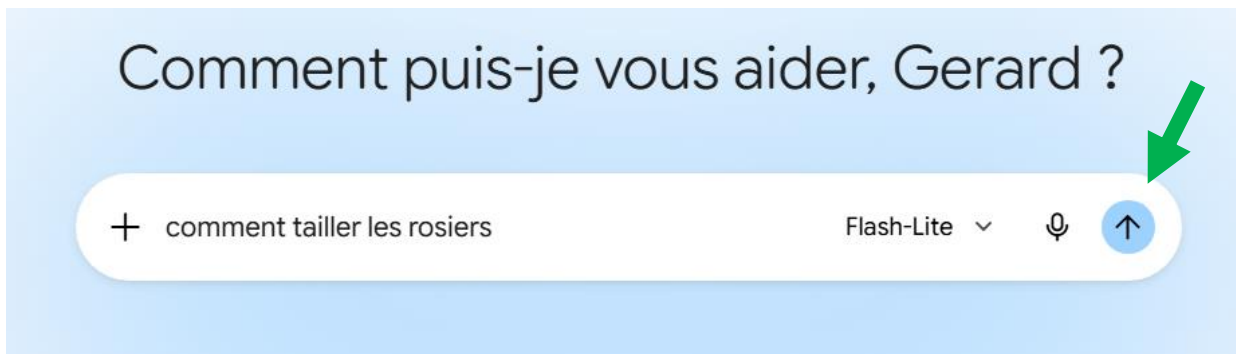 Comment puis-je vous aider, Gerard ?
comment tailler les rosiers Flash-Lite